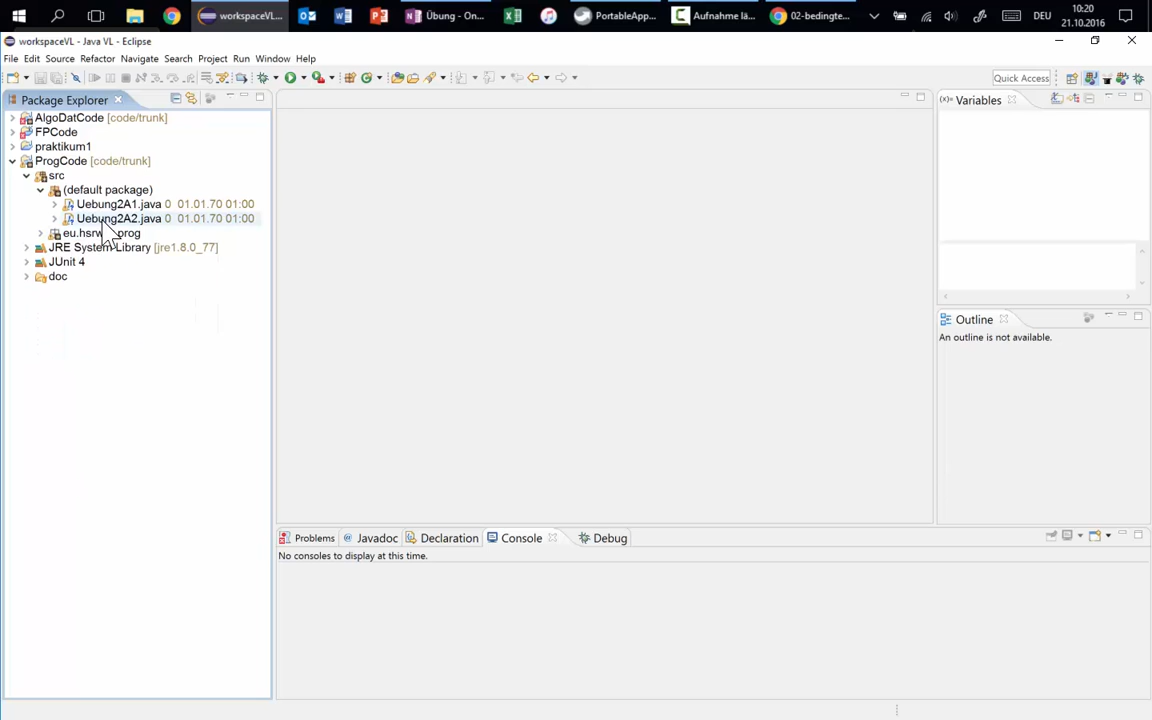 workspaceVL...
Übung - On...
PortableApp...
Aufnahme lä...
02-bedingte...
DEU
10:20
21.10.2016
workspaceVL - Java VL - Eclipse
File Edit Source Refactor Navigate Search Project Run Window Help
Quick Access
Package Explorer
(x)= Variables
AlgoDatCode [code/trunk]
FPCode
praktikum1
ProgCode [code/trunk]
src
(default package)
Uebung2A1.java 0 01.01.70 01:00
Uebung2A2.java 0 01.01.70 01:00
JRE System Library [jre1.8.0_77]
JUnit 4
doc
Outline
An outline is not available.
Problems @ Javadoc Declaration Console Debug
No consoles to display at this time.